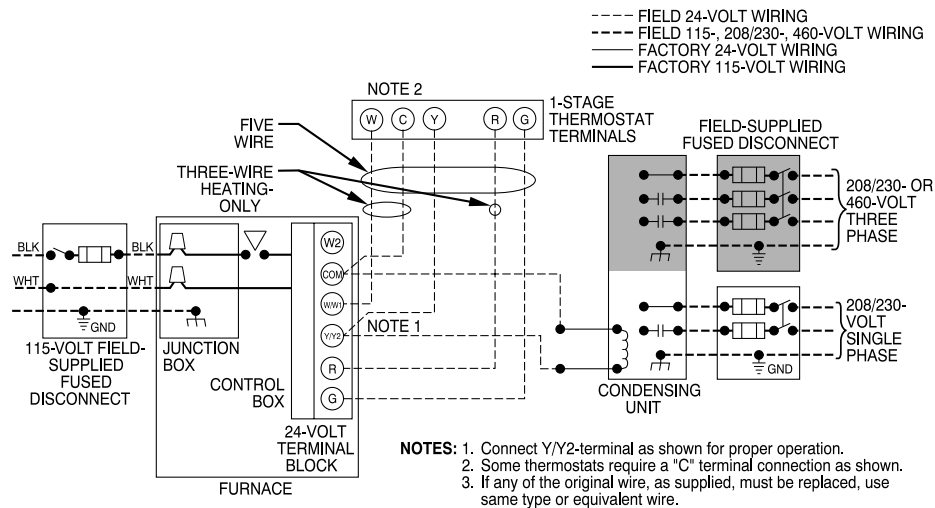 FIELD 24-VOLT WIRING
FIELD 115-, 208/230-, 460-VOLT WIRING
FACTORY 24-VOLT WIRING
FACTORY 115-VOLT WIRING
NOTE 2
W C Y R G
1-STAGE
THERMOSTAT
TERMINALS
FIVE
WIRE
THREE-WIRE
HEATING-
ONLY
FIELD-SUPPLIED
FUSED DISCONNECT
208/230- OR
460-VOLT
THREE
PHASE
W2
COM
W/W1
Y/Y2
R
G
NOTE 1
BLK
BLK
WHT
WHT
GND
115-VOLT FIELD-
SUPPLIED
FUSED
DISCONNECT
JUNCTION
BOX
CONTROL
BOX
24-VOLT
TERMINAL
BLOCK
FURNACE
208/230-
VOLT
SINGLE
PHASE
GND
CONDENSING
UNIT
NOTES: 1. Connect Y/Y2-terminal as shown for proper operation.
2. Some thermostats require a "C" terminal connection as shown.
3. If any of the original wire, as supplied, must be replaced, use
same type or equivalent wire.